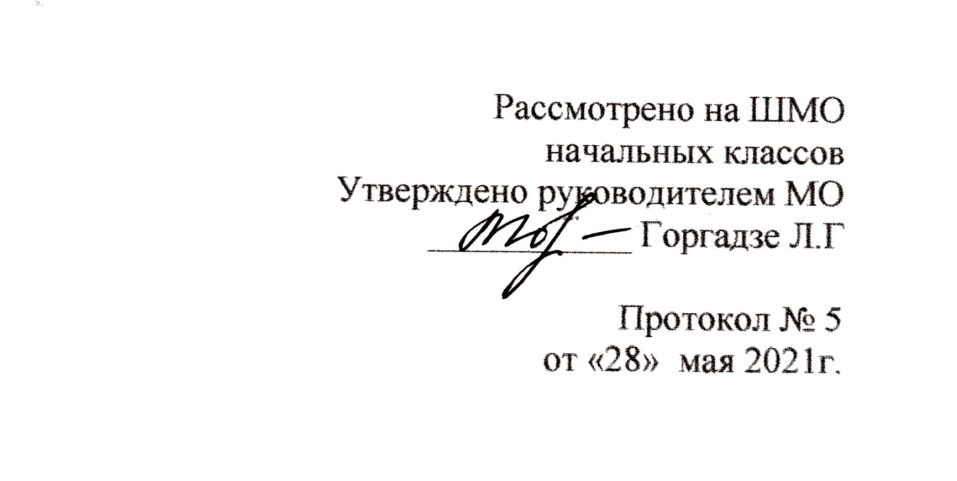 Рассмотрено на ШМО
начальных классов
Утверждено руководителем МО
Горгадзе Л.Г
Протокол № 5
от «28» мая 2021г.